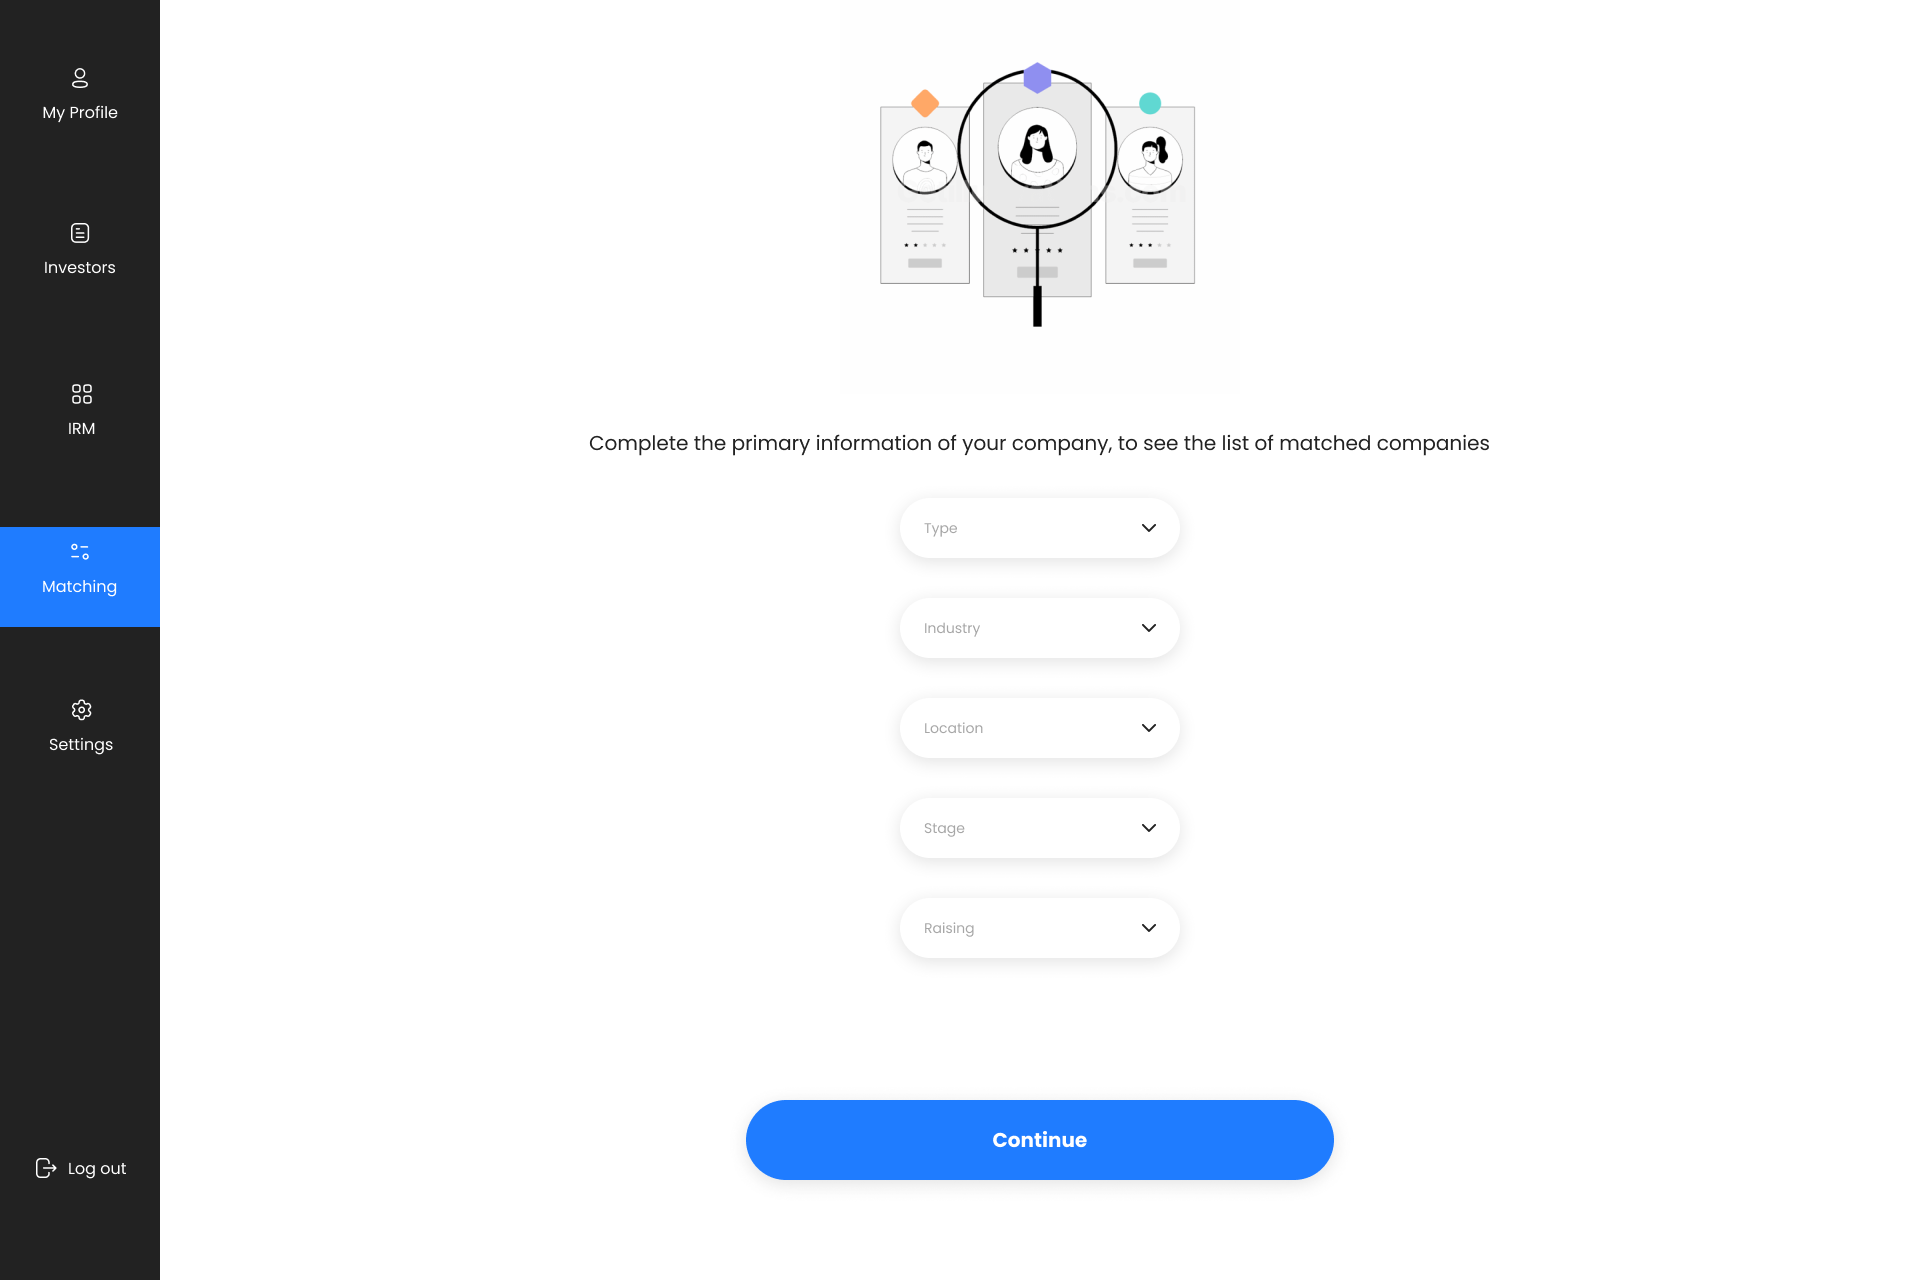 My Profile
Investors
IRM
Matching
Settings
Log out
Complete the primary information of your company, to see the list of matched companies
Type
Industry
Location
Stage
Raising
Continue